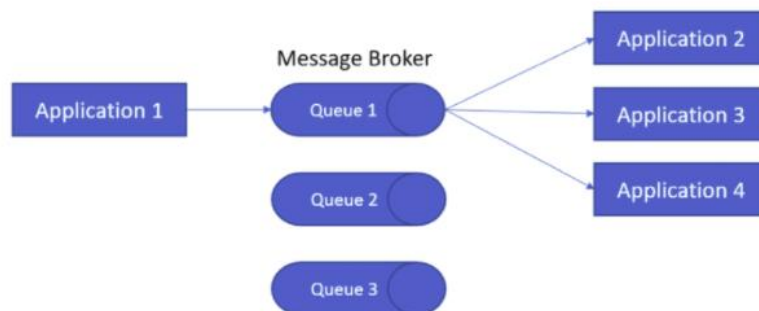 Message Broker
Application 1
Queue 1
Queue 2
Queue 3
Application 2
Application 3
Application 4